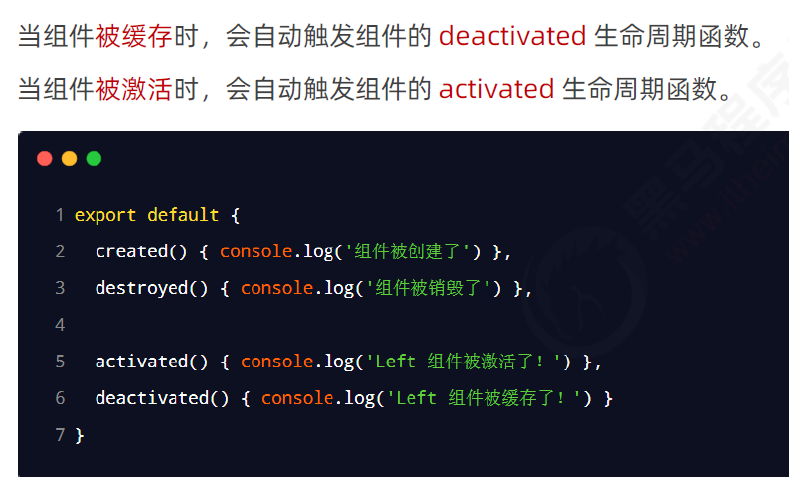 当组件被缓存时，会自动触发组件的 deactivated 生命周期函数。
当组件被激活时，会自动触发组件的 activated 生命周期函数。
1 export default {
2   created() { console.log('组件被创建了') },
3   destroyed() { console.log('组件被销毁了') },
4
5   activated() { console.log('Left 组件被激活了！') },
6   deactivated() { console.log('Left 组件被缓存了！') }
7 }
黑马程序